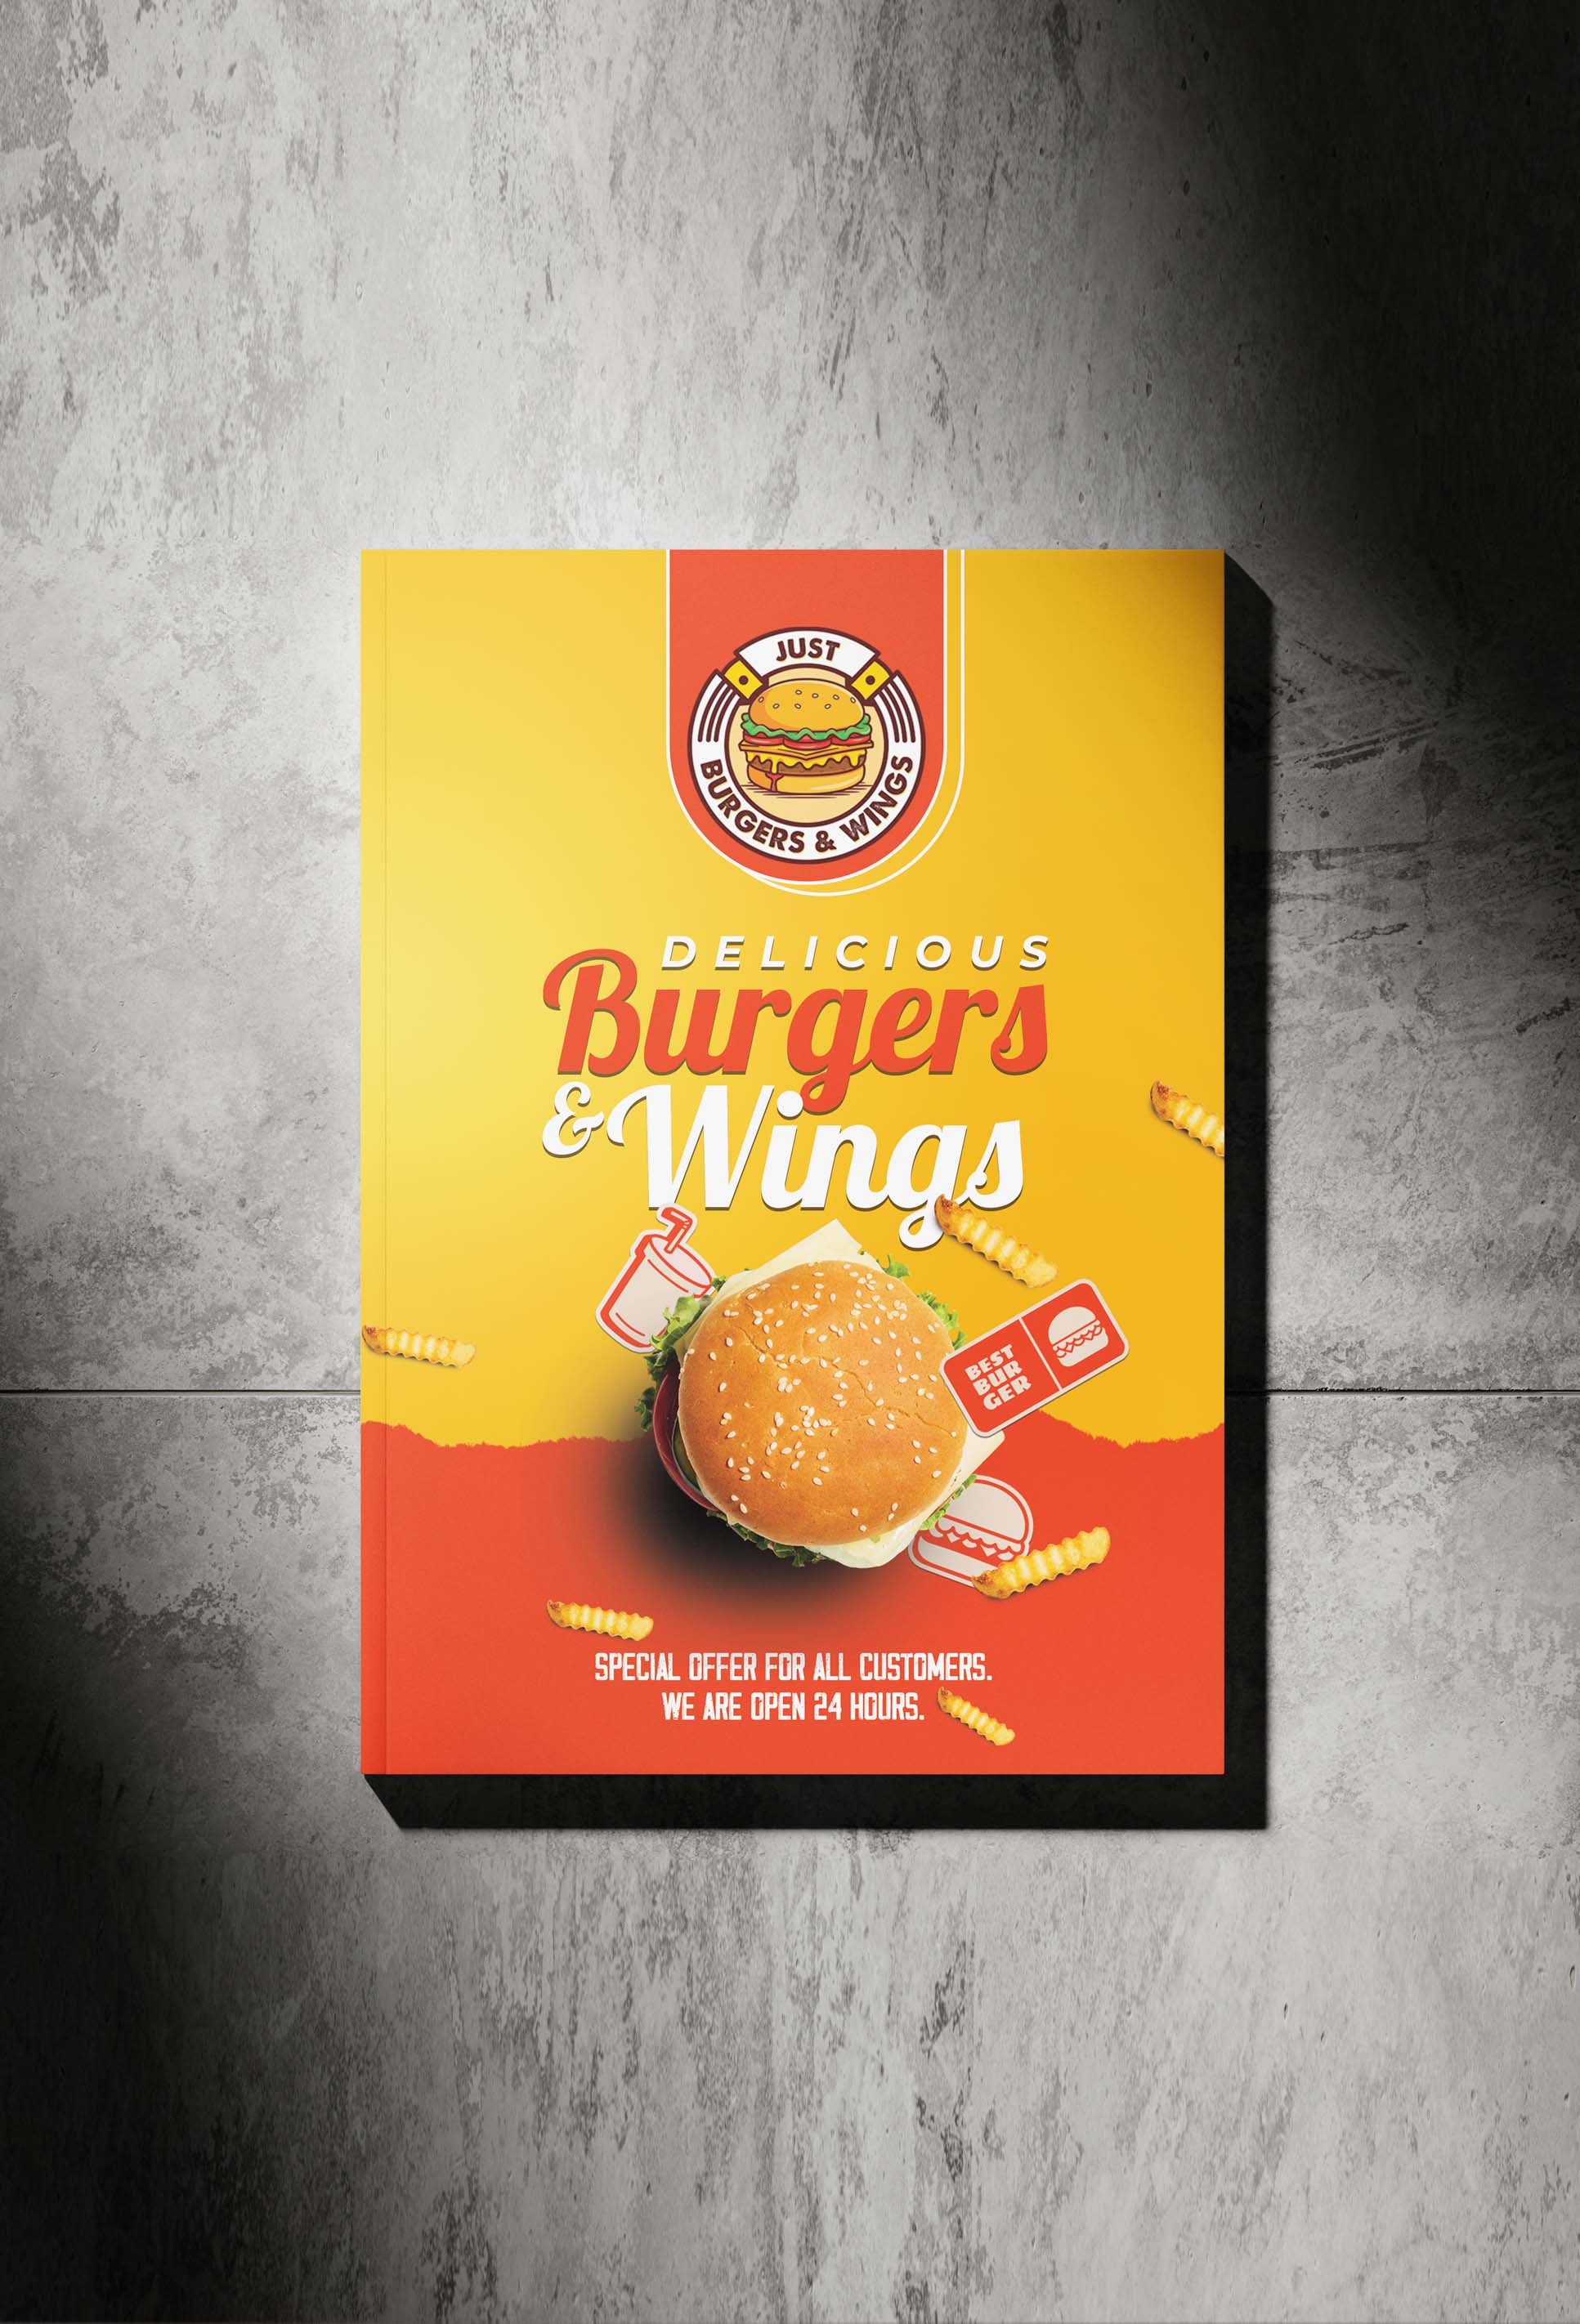 JUST
BURGERS & WINGS
DELICIOUS
Burgers
& Wings
BEST
BUR
GER
SPECIAL OFFER FOR ALL CUSTOMERS.
WE ARE OPEN 24 HOURS.